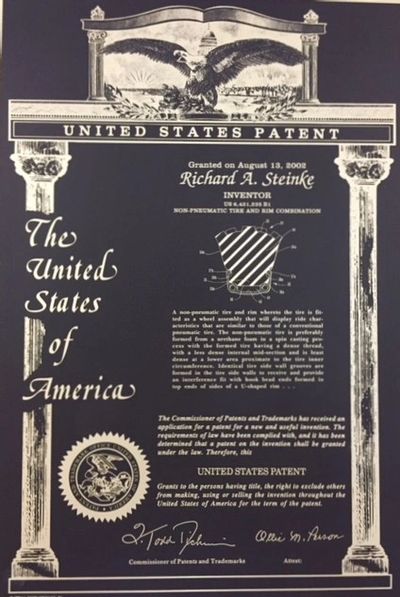 UNITED STATES PATENT
Granted on August 13, 2002
Richard A. Steinke
INVENTOR
US 6,431,235 B1
NON-PNEUMATIC TIRE AND RIM COMBINATION
The
United
States
of
America
A non-pneumatic tire and rim wherein the tire is fit-
ted as a wheel assembly that will display ride char-
acteristics that are similar to those of a conventional
pneumatic tire. The non-pneumatic tire is preferably
formed from a urethane foam in a spin casting pro-
cess with the formed tire having a dense tread,
with a less dense internal mid-section and is least
dense at a lower area proximate to the tire inner
circumference. Identical tire side wall grooves are
formed in the tire side walls to receive and provide
an interference fit with hook bead ends formed in
top ends of sides of a U-shaped rim . . .
The Commissioner of Patents and Trademarks has received an
application for a patent for a new and useful invention. The
requirements of law have been complied with, and it has been
determined that a patent on the invention shall be granted
under the law. Therefore, this
UNITED STATES PATENT
Grants to the persons having title, the right to exclude others
from making, using or selling the invention throughout the
United States of America for the term of the patent.
Commissioner of Patents and Trademarks
Attest: